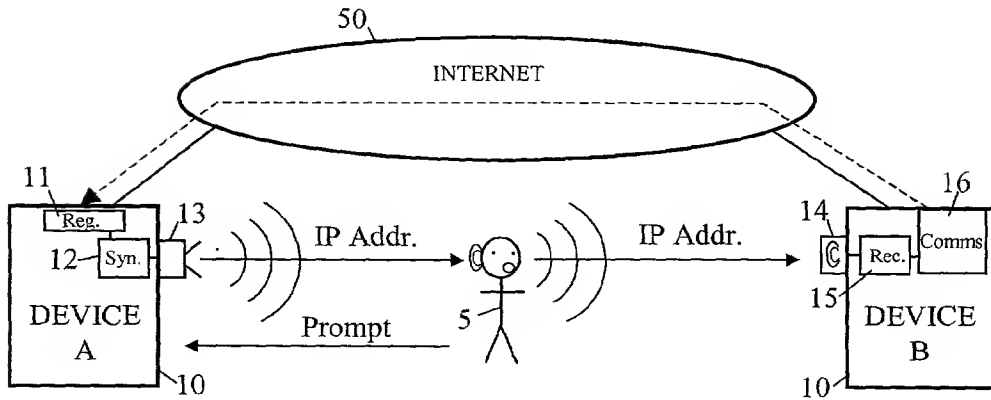 50
INTERNET
11
Reg.
13
12
Syn.
IP Addr.
DEVICE
A
10
Prompt
5
IP Addr.
14
16
Comms
Rec.
15
DEVICE
B
10